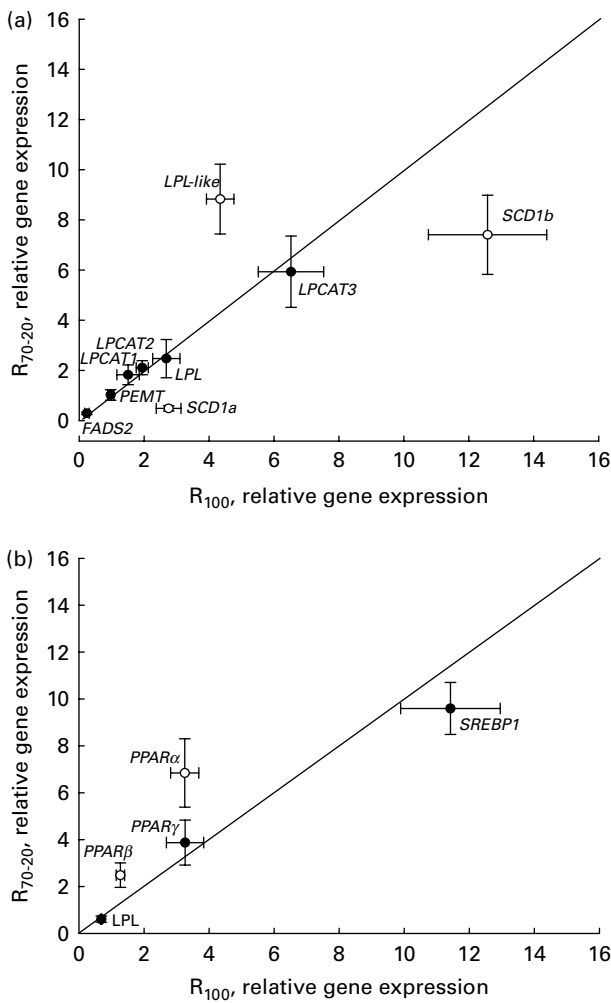 (a)
16
14
12
10
8
6
4
2
0
R70-20, relative gene expression
LPL-like
SCD1b
LPCAT3
LPCAT2
LPCAT1
LPL
PEMT
SCD1a
FADS2
0 2 4 6 8 10 12 14 16
R100, relative gene expression
(b)
16
14
12
10
8
6
4
2
0
R70-20, relative gene expression
SREBP1
PPARα
PPARγ
PPARβ
LPL
0 2 4 6 8 10 12 14 16
R100, relative gene expression